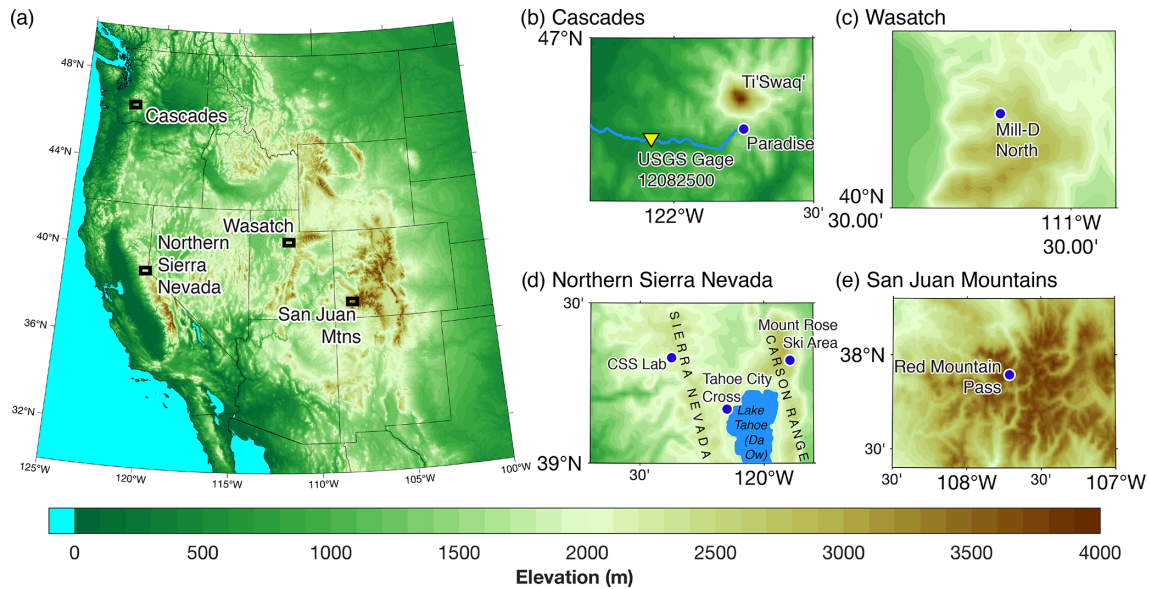 (a)
48°N
44°N
40°N
36°N
32°N
125°W
120°W
115°W
110°W
105°W
100°W
Cascades
Wasatch
Northern
Sierra
Nevada
San Juan
Mtns
(b) Cascades
47°N
Ti'Swaq'
Paradise
USGS Gage
12082500
122°W
30'
(c) Wasatch
Mill-D
North
40°N
30.00'
111°W
30.00'
(d) Northern Sierra Nevada
30'
SIERRA NEVADA
Mount Rose
Ski Area
CSS Lab
CARSON RANGE
Tahoe City
Cross
Lake
Tahoe
(Da
Ow)
39°N
30'
120°W
(e) San Juan Mountains
38°N
Red Mountain
Pass
30'
30'
108°W
30'
107°W
0
500
1000
1500
2000
2500
3000
3500
4000
Elevation (m)